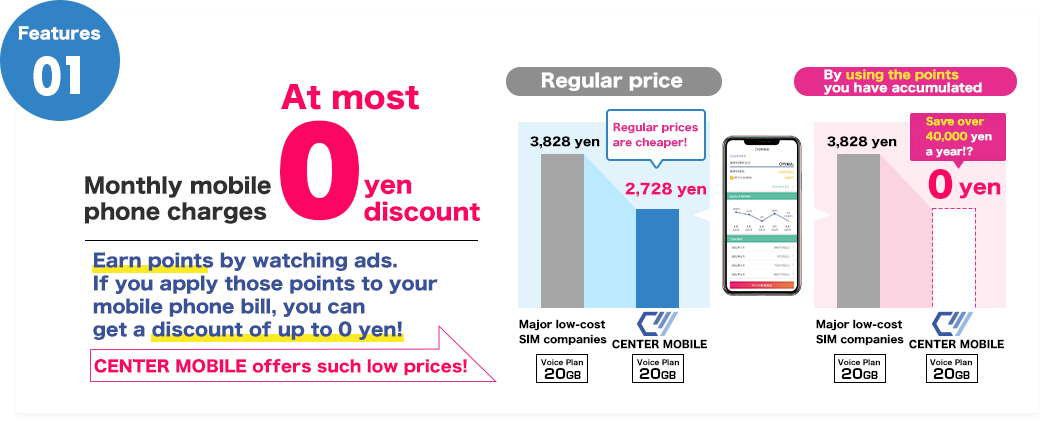 Features
01
At most
Monthly mobile
phone charges
0
yen
discount
Earn points by watching ads.
If you apply those points to your
mobile phone bill, you can
get a discount of up to 0 yen!
CENTER MOBILE offers such low prices!
Regular price
3,828 yen
Regular prices
are cheaper!
2,728 yen
Major low-cost
SIM companies
CENTER MOBILE
Voice Plan
20GB
Voice Plan
20GB
By using the points
you have accumulated
3,828 yen
Save over
40,000 yen
a year!?
0 yen
Major low-cost
SIM companies
CENTER MOBILE
Voice Plan
20GB
Voice Plan
20GB